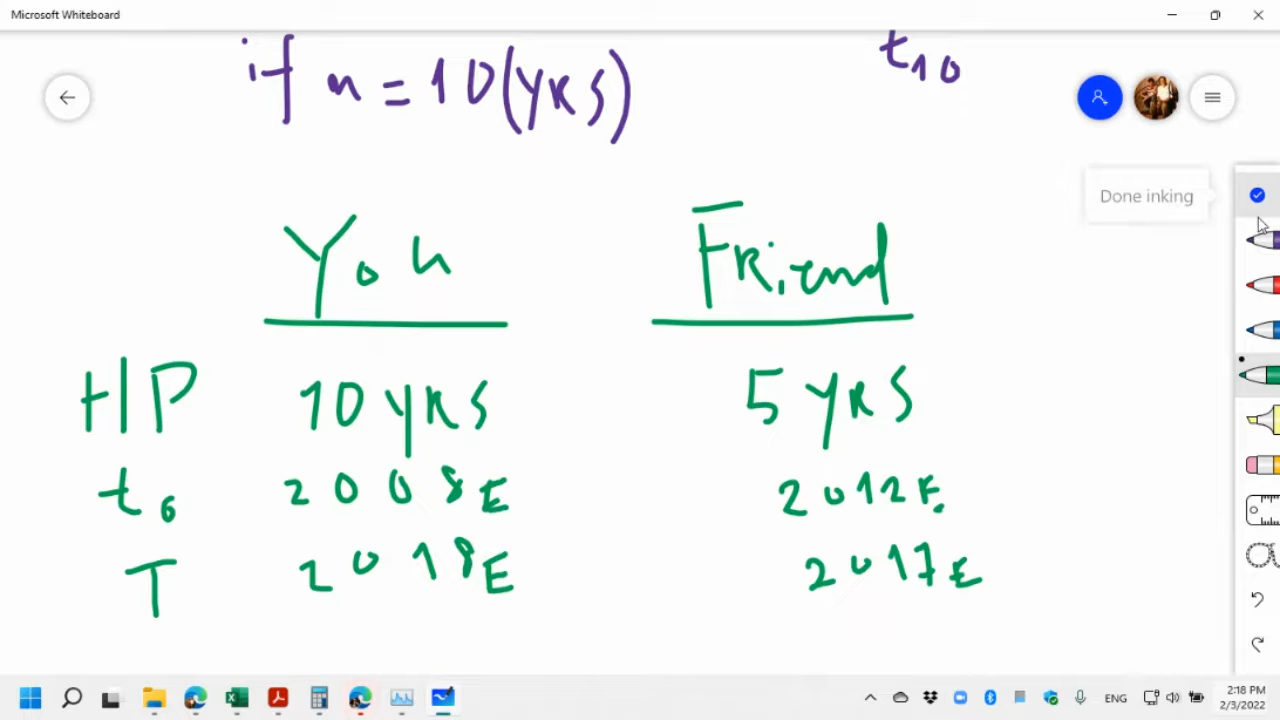 Microsoft Whiteboard
if n = 10 (yrs)
t10
Done inking
You Friend
HP 10 yrs 5 yrs
t0 2008E 2012E
T 2018E 2017E
ENG
2:18 PM
2/3/2022